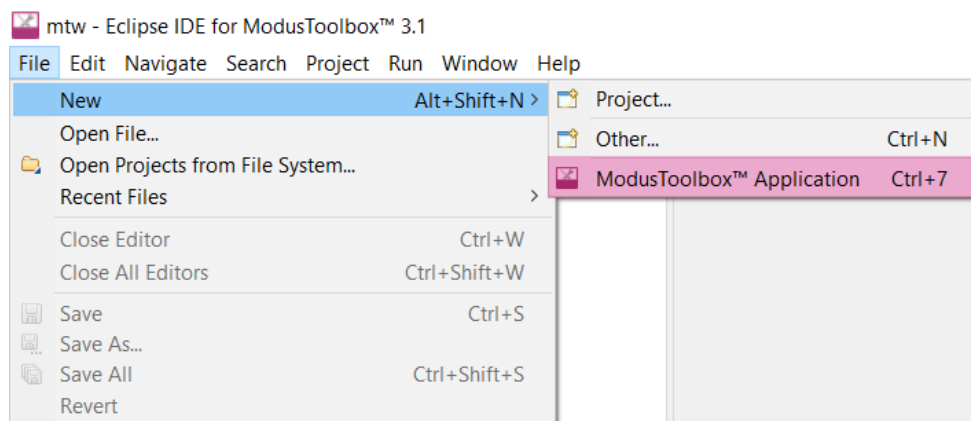 mtw - Eclipse IDE for ModusToolbox™ 3.1
File Edit Navigate Search Project Run Window Help
New Alt+Shift+N >
Project...
Open File...
Other... Ctrl+N
Open Projects from File System...
ModusToolbox™ Application Ctrl+7
Recent Files >
Close Editor Ctrl+W
Close All Editors Ctrl+Shift+W
Save Ctrl+S
Save As...
Save All Ctrl+Shift+S
Revert